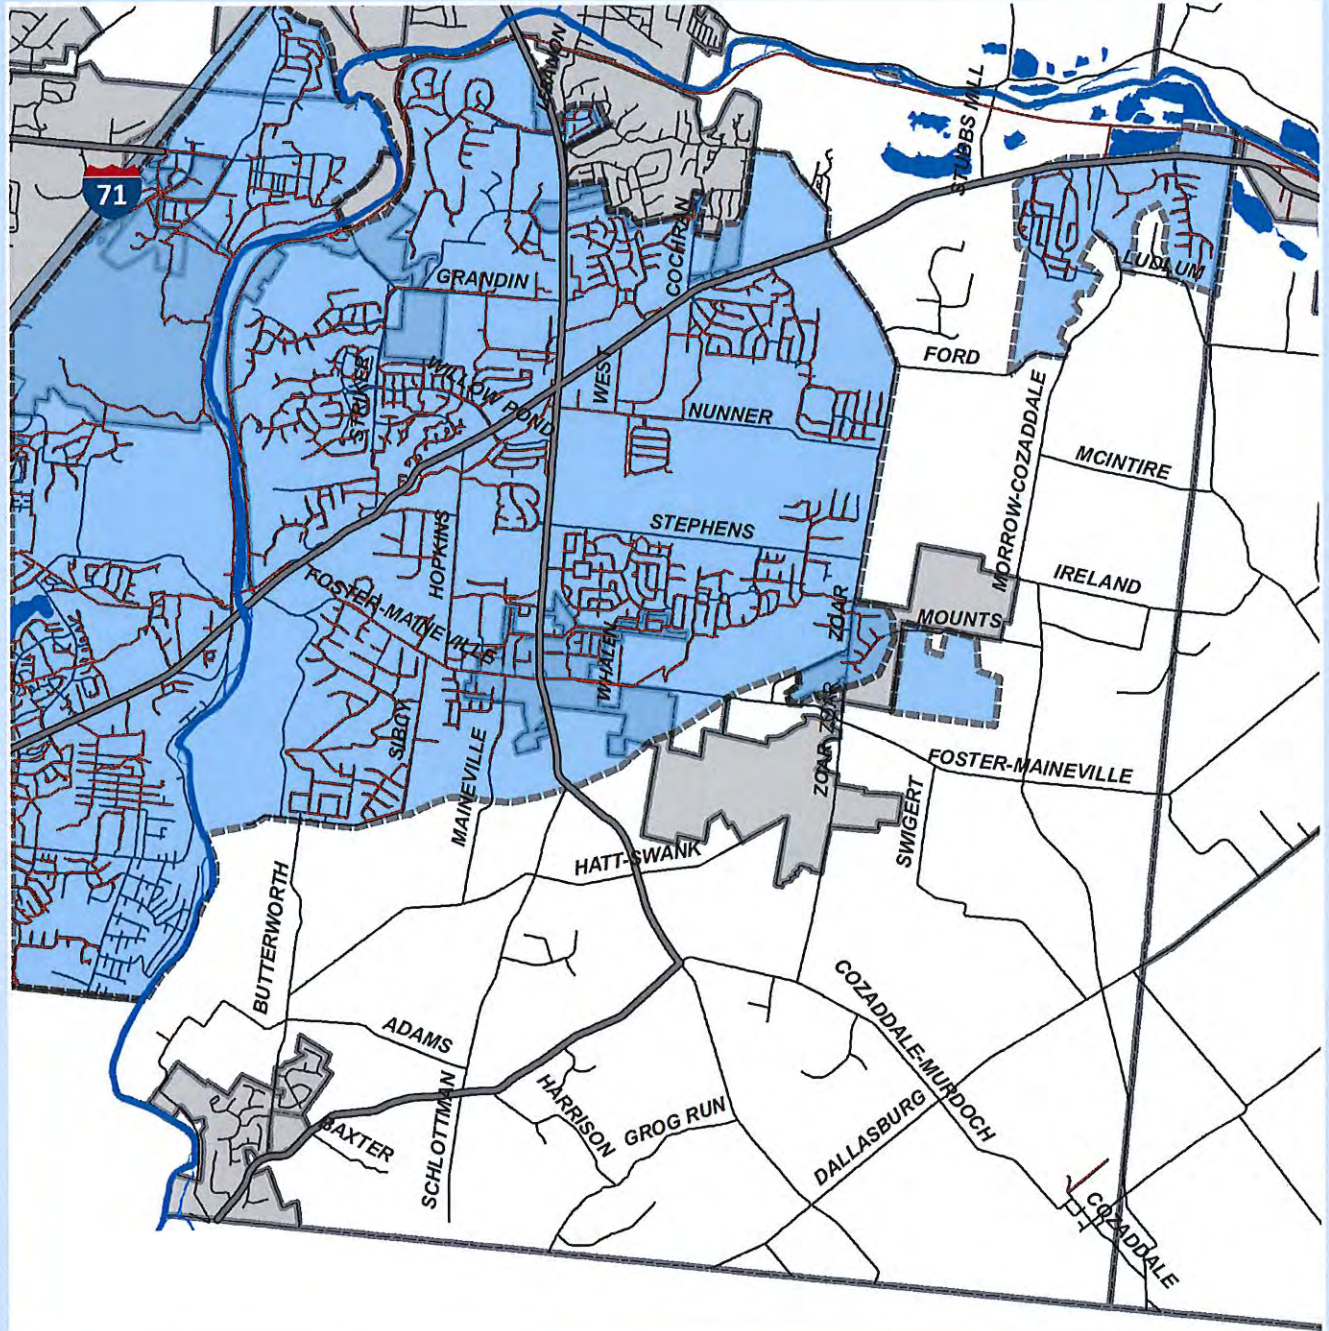 STUBBS MILL
71
COCHRAN
LUDLUM
GRANDIN
FORD
STRIKER
WILLOW POND
WEST
NUNNER
MORROW-COZADDALE
MCINTIRE
STEPHENS
HOPKINS
IRELAND
FOSTER-MAINEVILLE
ZOAR
MOUNTS
WHALEN
SIBCY
MAINEVILLE
ZOAR
ZOAR
FOSTER-MAINEVILLE
SWIGERT
HATT-SWANK
BUTTERWORTH
COZADDALE-MURDOCH
ADAMS
SCHLOTTMAN
HARRISON
GROG RUN
DALLASBURG
BAXTER
COZADDALE